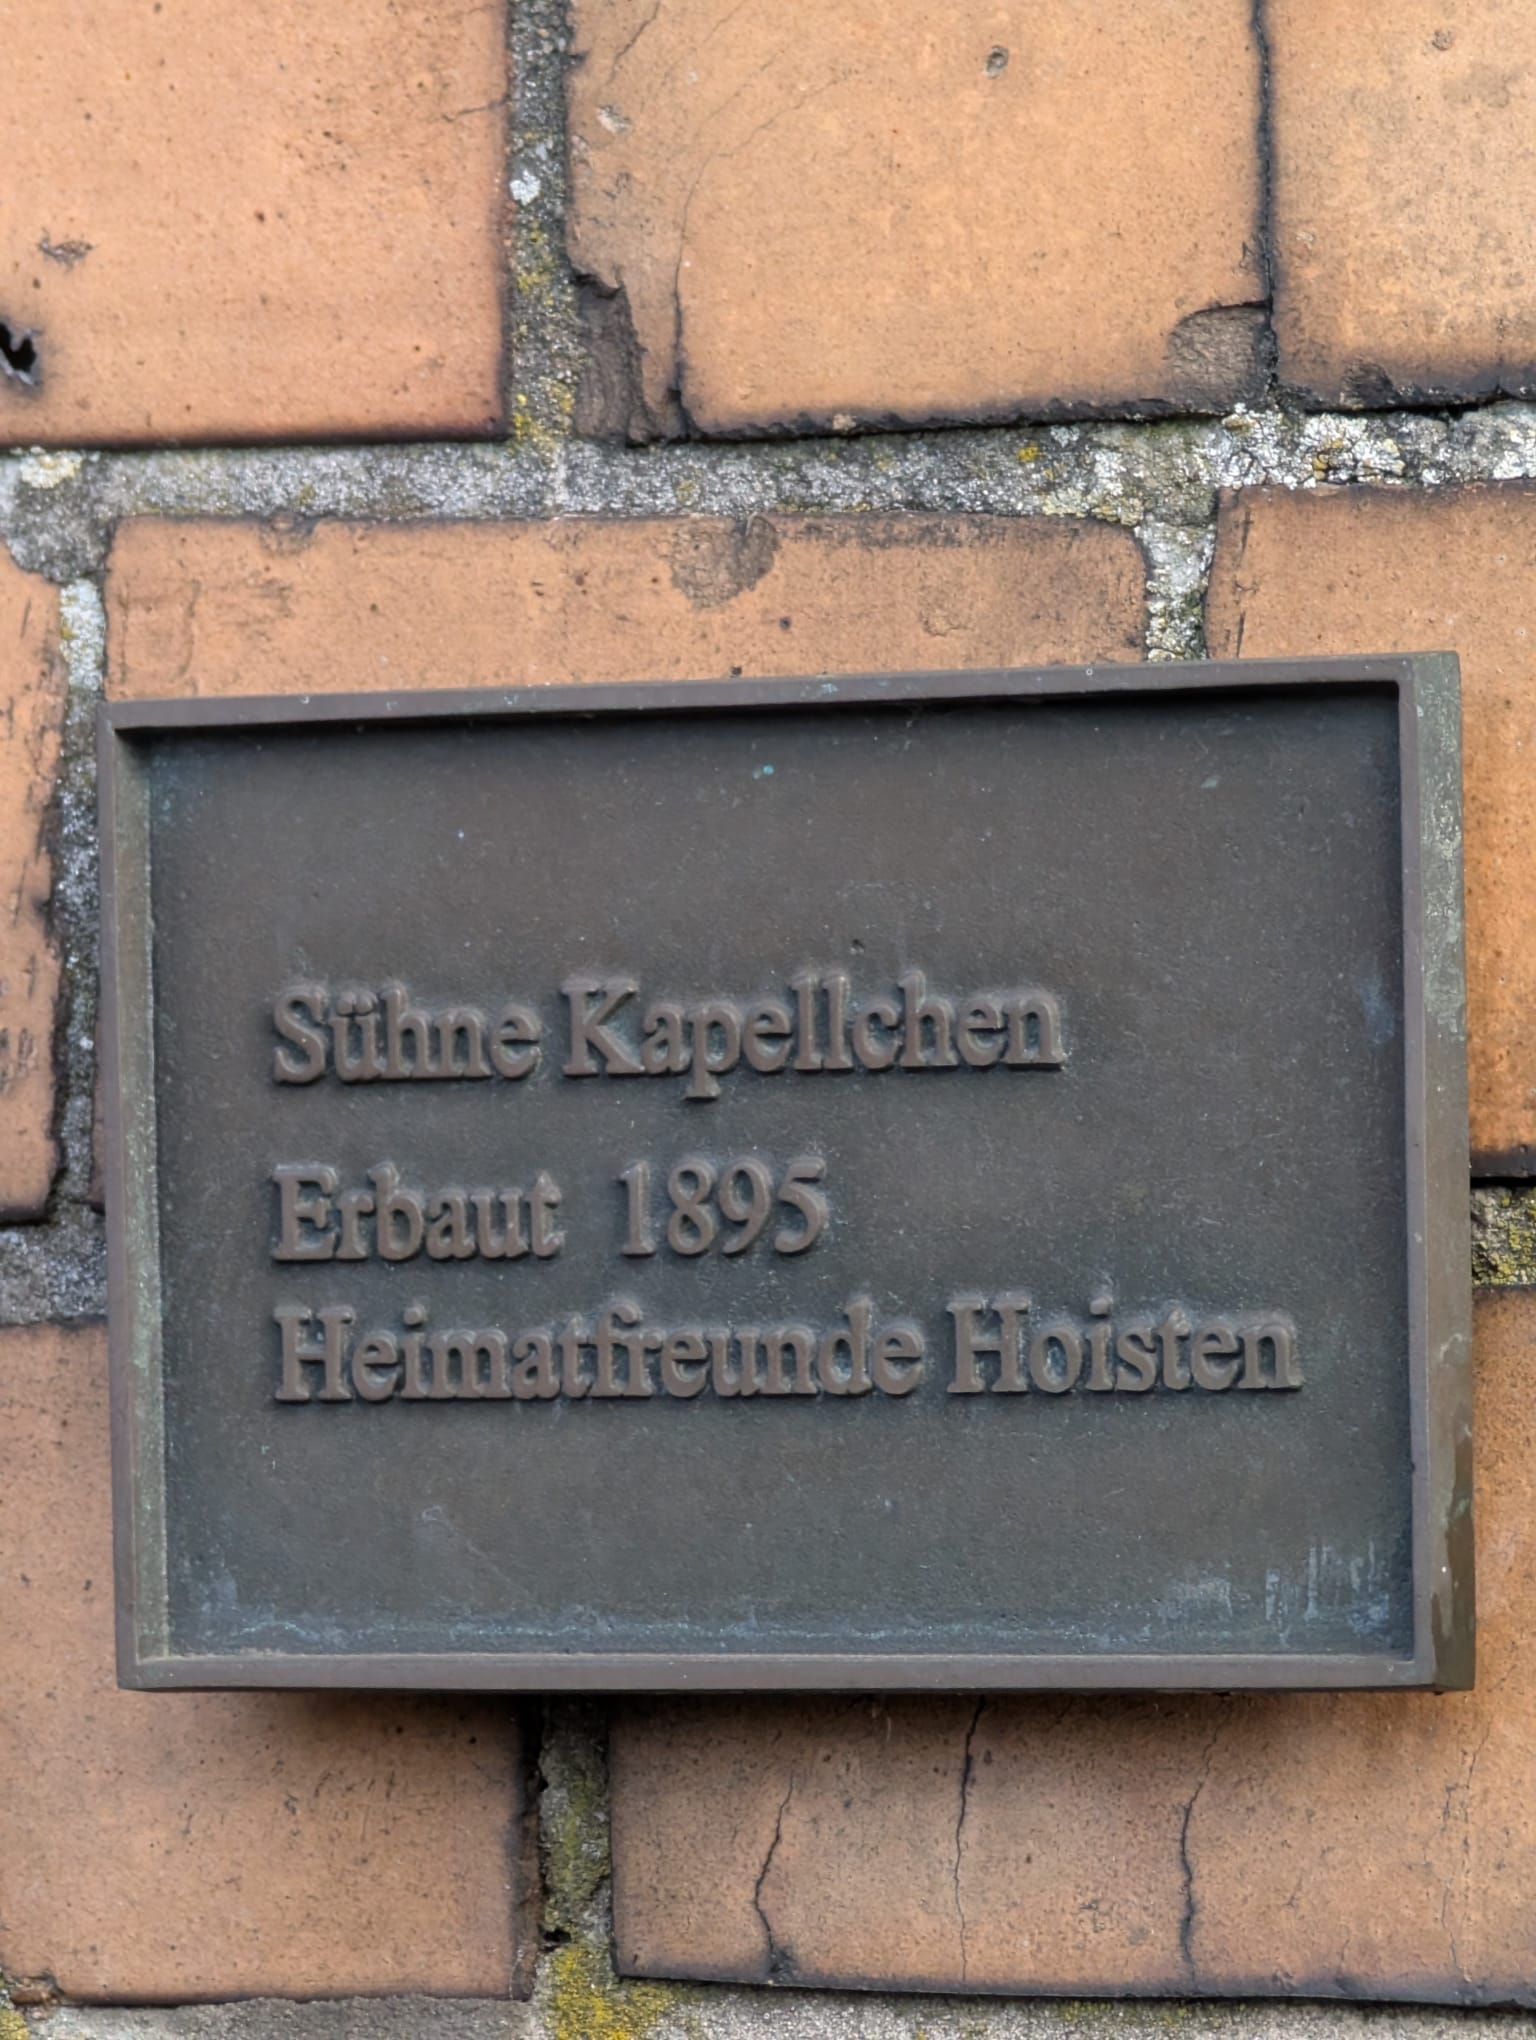 Sühne Kapellchen
Erbaut 1895
Heimatfreunde Hoisten